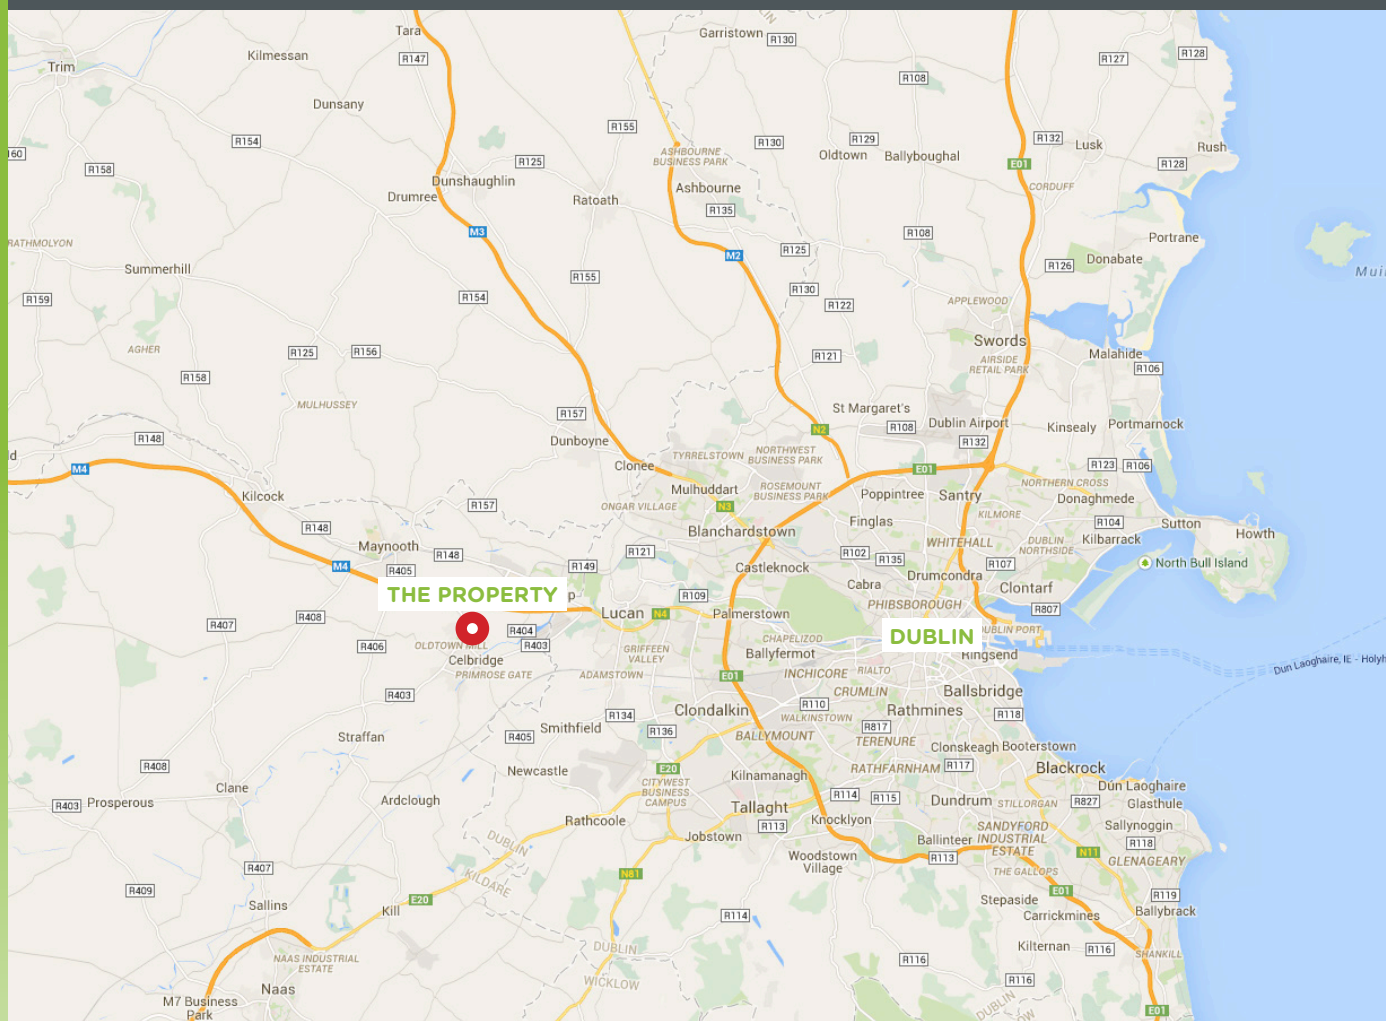 Tara
Garristown
R130
R128
R127
R147
Kilmessan
Trim
R108
Dunsany
R155
R132
R154
R130
R129
Lusk
Rush
160
R158
R125
ASHBOURNE
BUSINESS PARK
Oldtown
Ballyboughal
E01
R128
Dunshaughlin
Drumree
Ashbourne
CORDUFF
Ratoath
R135
M3
R108
Portrane
RATHMOLYON
M2
R125
Donabate
Summerhill
R155
R126
Mui
R159
R154
R130
R122
APPLEWOOD
Swords
AGHER
R125
R156
R121
AIRSIDE
RETAIL PARK
Malahide
R106
R158
MULHUSSEY
R157
St Margaret's
R108
Dublin Airport
Kinsealy
Portmarnock
R148
N2
R132
Dunboyne
ld
M4
Clonee
TYRRELSTOWN
NORTHWEST
BUSINESS PARK
E01
R123
R106
Kilcock
R157
Mulhuddart
ROSEMOUNT
BUSINESS PARK
Poppintree
Santry
NORTHERN CROSS
Donaghmede
ONGAR VILLAGE
N3
KILMORE
R148
Blanchardstown
Finglas
R104
Sutton
Howth
Maynooth
R148
R121
R102
R135
WHITEHALL
DUBLIN
NORTHSIDE
Kilbarrack
M4
R405
R149
Castleknock
R107
North Bull Island
Cabra
Drumcondra
Clontarf
THE PROPERTY
p
R109
PHIBSBOROUGH
R807
R407
R408
Lucan
N4
Palmerstown
R404
DUBLIN
DUBLIN PORT
R406
OLDTOWN MILL
R403
GRIFFEEN
VALLEY
CHAPELIZOD
Ballyfermot
Ringsend
Celbridge
PRIMROSE GATE
ADAMSTOWN
E01
INCHICORE
RIALTO
Dun Laoghaire, IE - Holyh
R403
CRUMLIN
Ballsbridge
Clondalkin
R110
Rathmines
R118
R134
WALKINSTOWN
Straffan
R405
Smithfield
R136
BALLYMOUNT
R817
TERENURE
Clonskeagh
Booterstown
R408
Newcastle
E20
Kilnamanagh
RATHFARNHAM
R117
Blackrock
Clane
CITYWEST
BUSINESS
CAMPUS
Dún Laoghaire
R403
Prosperous
Ardclough
Tallaght
R114
R115
Dundrum
STILLORGAN
R827
Glasthule
Rathcoole
R113
Knocklyon
SANDYFORD
INDUSTRIAL
ESTATE
Sallynoggin
DUBLIN
Jobstown
Ballinteer
R118
R407
Woodstown
Village
R113
N11
GLENAGEARY
KILDARE
N81
THE GALLOPS
R409
E01
R119
Sallins
Kill
E20
R114
Stepaside
Carrickmines
Ballybrack
DUBLIN
Kilternan
R116
SHANKILL
NAAS INDUSTRIAL
ESTATE
R116
WICKLOW
R116
Naas
DUBLIN
OW
M7 Business
Park
E01